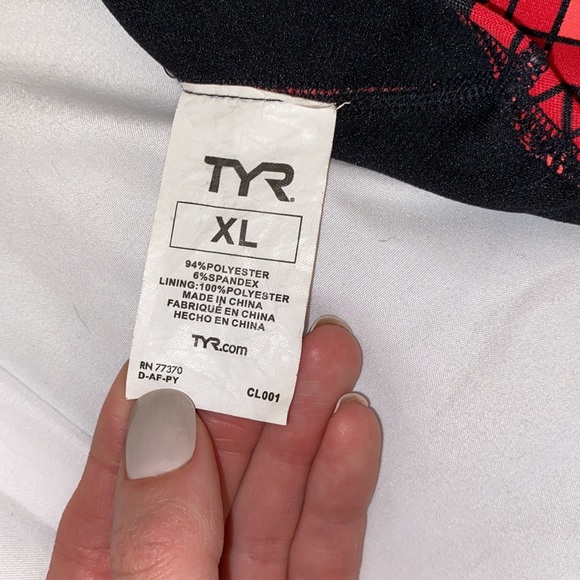 TYR
XL
94%POLYESTER
6%SPANDEX
LINING:100%POLYESTER
MADE IN CHINA
FABRIQUÉ EN CHINA
HECHO EN CHINA
TYR.com
RN 77370
D-AF-PY
CL001